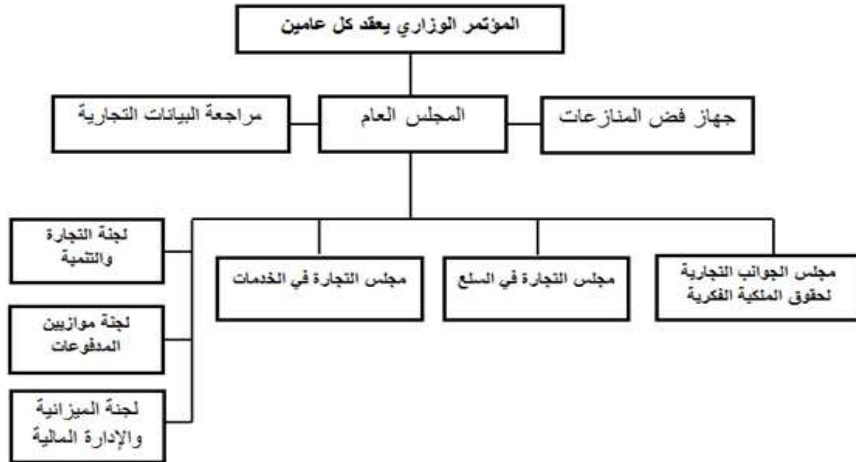 المؤتمر الوزاري يعقد كل عامين
جهاز فض المنازعات
المجلس العام
مراجعة البيانات التجارية
مجلس الجوانب التجارية
لحقوق الملكية الفكرية
مجلس التجارة في السلع
مجلس التجارة في الخدمات
لجنة التجارة
والتنمية
لجنة موازيين
المدفوعات
لجنة الميزانية
والإدارة المالية